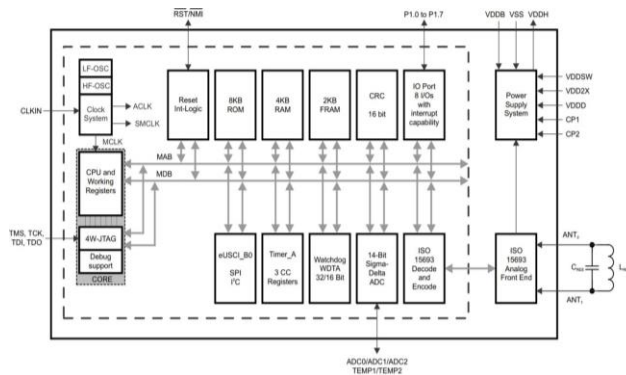 RST/NMI
P1.0 to P1.7
VDDB VSS VDDH
LF-OSC
HF-OSC
Clock
System
CLKIN
ACLK
SMCLK
MCLK
Reset
Int-Logic
8KB
ROM
4KB
RAM
2KB
FRAM
CRC
16 bit
IO Port
8 I/Os
with
interrupt
capability
Power
Supply
System
VDDSW
VDD2X
VDDD
CP1
CP2
MAB
MDB
CPU and
Working
Registers
TMS, TCK,
TDI, TDO
4W-JTAG
Debug
support
CORE
eUSCI_B0
SPI
I²C
Timer_A
3 CC
Registers
Watchdog
WDTA
32/16 Bit
14-Bit
Sigma-
Delta
ADC
ISO
15693
Decode
and
Encode
ISO
15693
Analog
Front End
ANT
ANT
ADC0/ADC1/ADC2
TEMP1/TEMP2